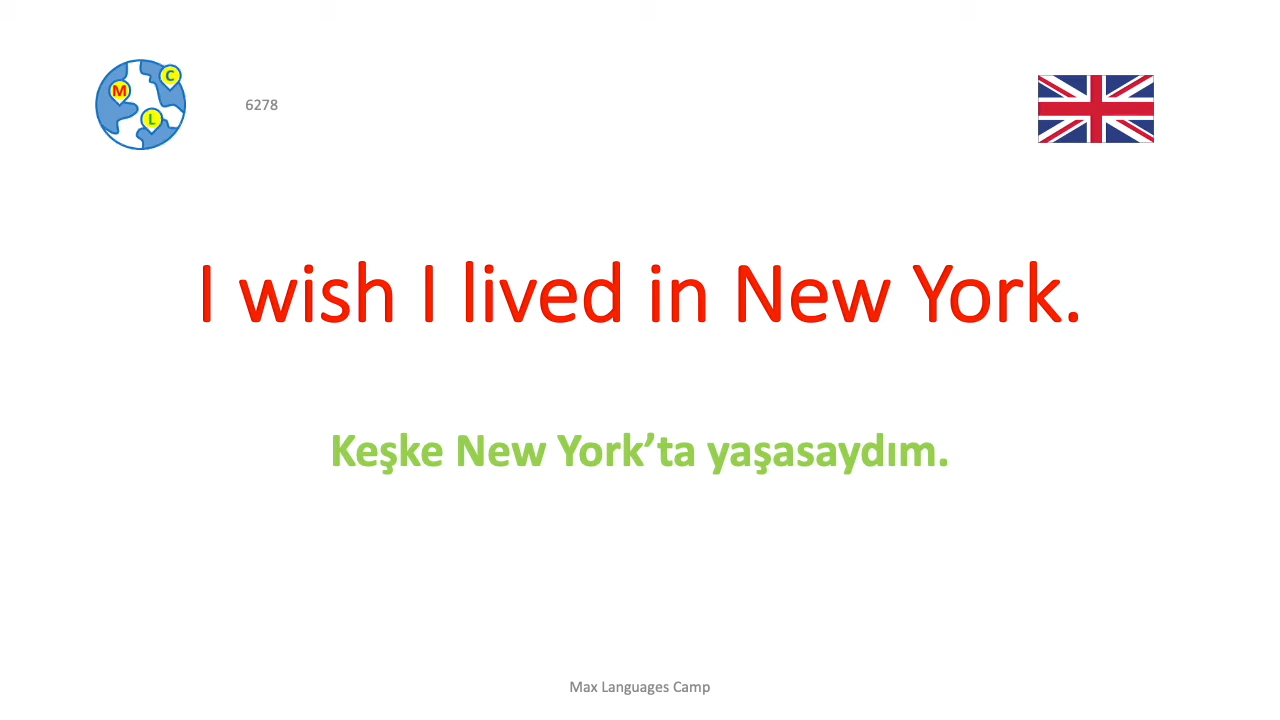 M
C
L
6278
I wish I lived in New York.
Keşke New York’ta yaşasaydım.
Max Languages Camp